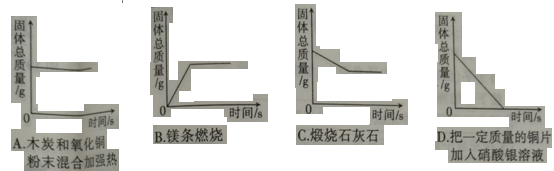 固体总质量/g
0
时间/s
A.木炭和氧化铜
粉末混合加强热
固体总质量/g
0
时间/s
B.镁条燃烧
固体总质量/g
0
时间/s
C.煅烧石灰石
固体总质量/g
0
时间/s
D.把一定质量的铜片
加入硝酸银溶液